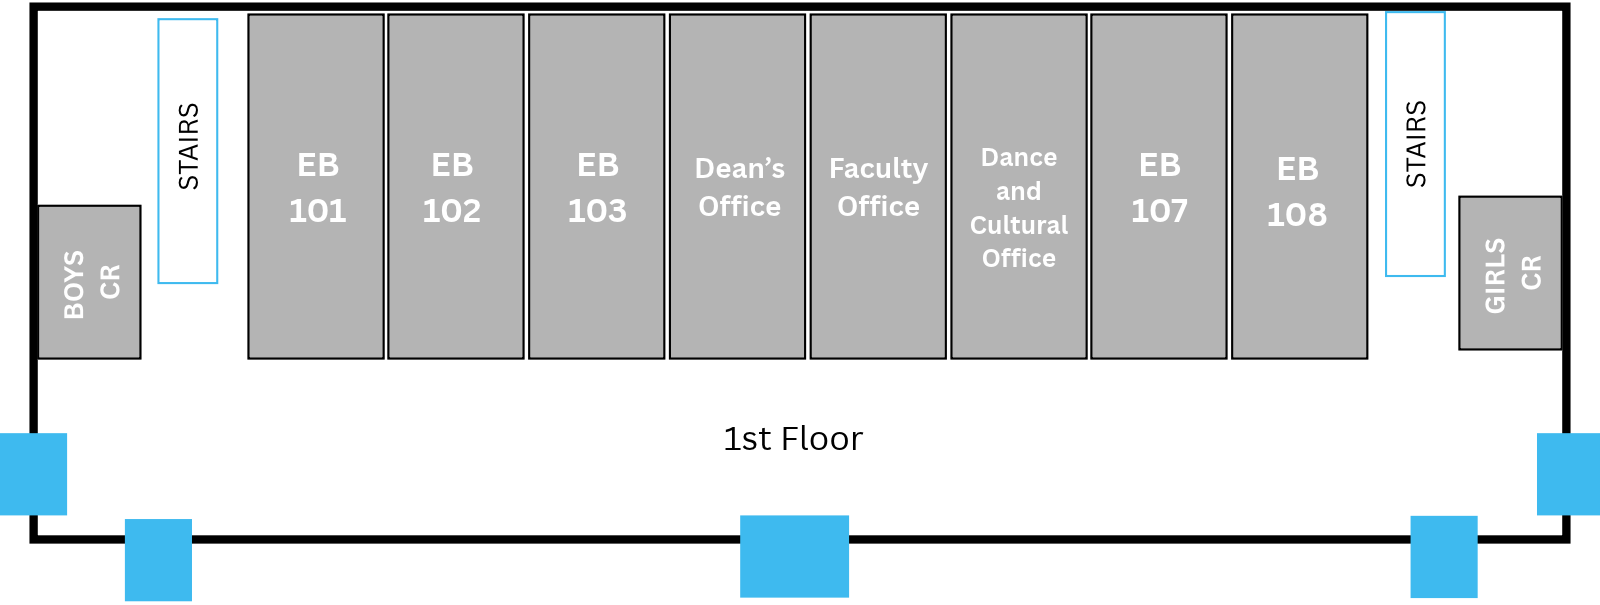 BOYS
CR
STAIRS
EB
101
EB
102
EB
103
Dean’s
Office
Faculty
Office
Dance
and
Cultural
Office
EB
107
EB
108
STAIRS
GIRLS
CR
1st Floor